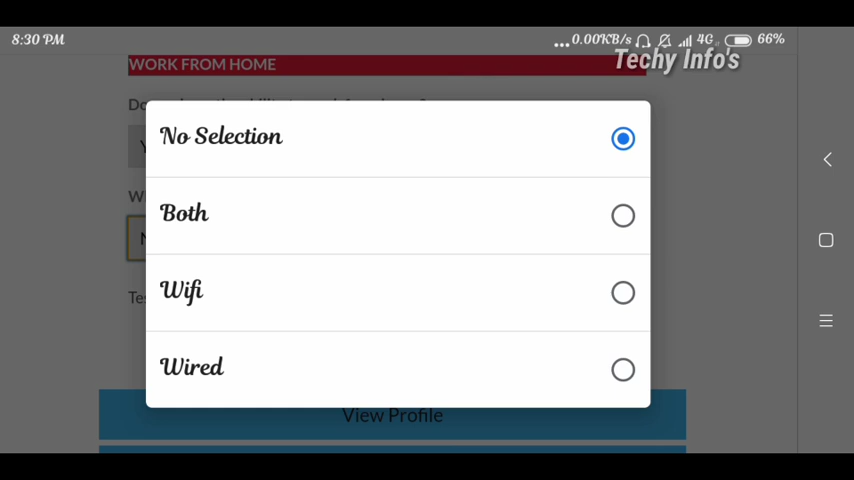 8:30 PM
...0.00KB/s 4G 66%
Techy Info's
WORK FROM HOME
No Selection
Both
Wifi
Wired
View Profile